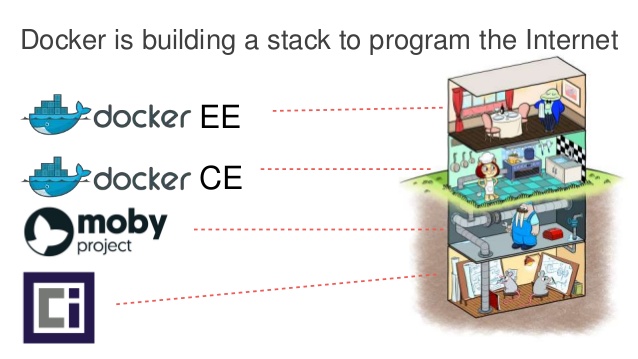 Docker is building a stack to program the Internet
docker EE
docker CE
moby
project
Ci